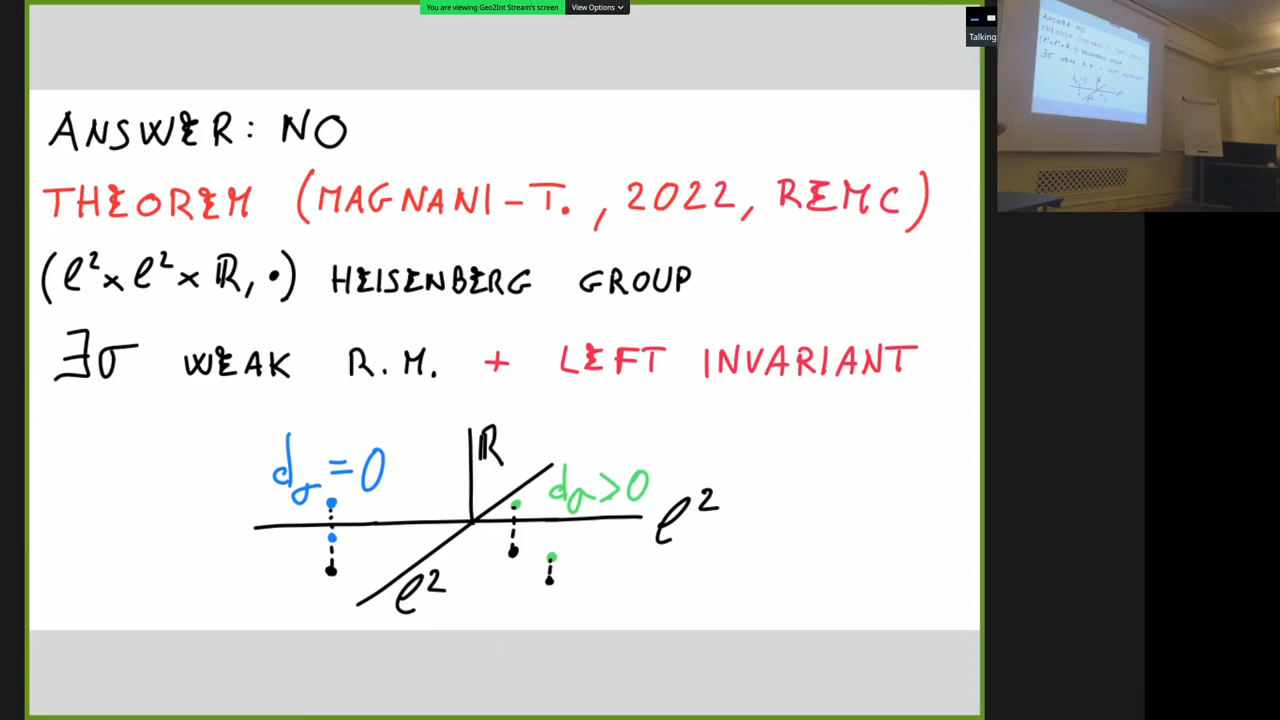 You are viewing Geo2Int Stream's screen View Options
Talking:
ANSWER: NO
THEOREM (MAGNANI-T., 2022, REMC)
(ℓ²×ℓ²×ℝ,•) HEISENBERG GROUP
∃σ WEAK R.M. + LEFT INVARIANT
dσ=0 ℝ dσ>0 ℓ²
ℓ²